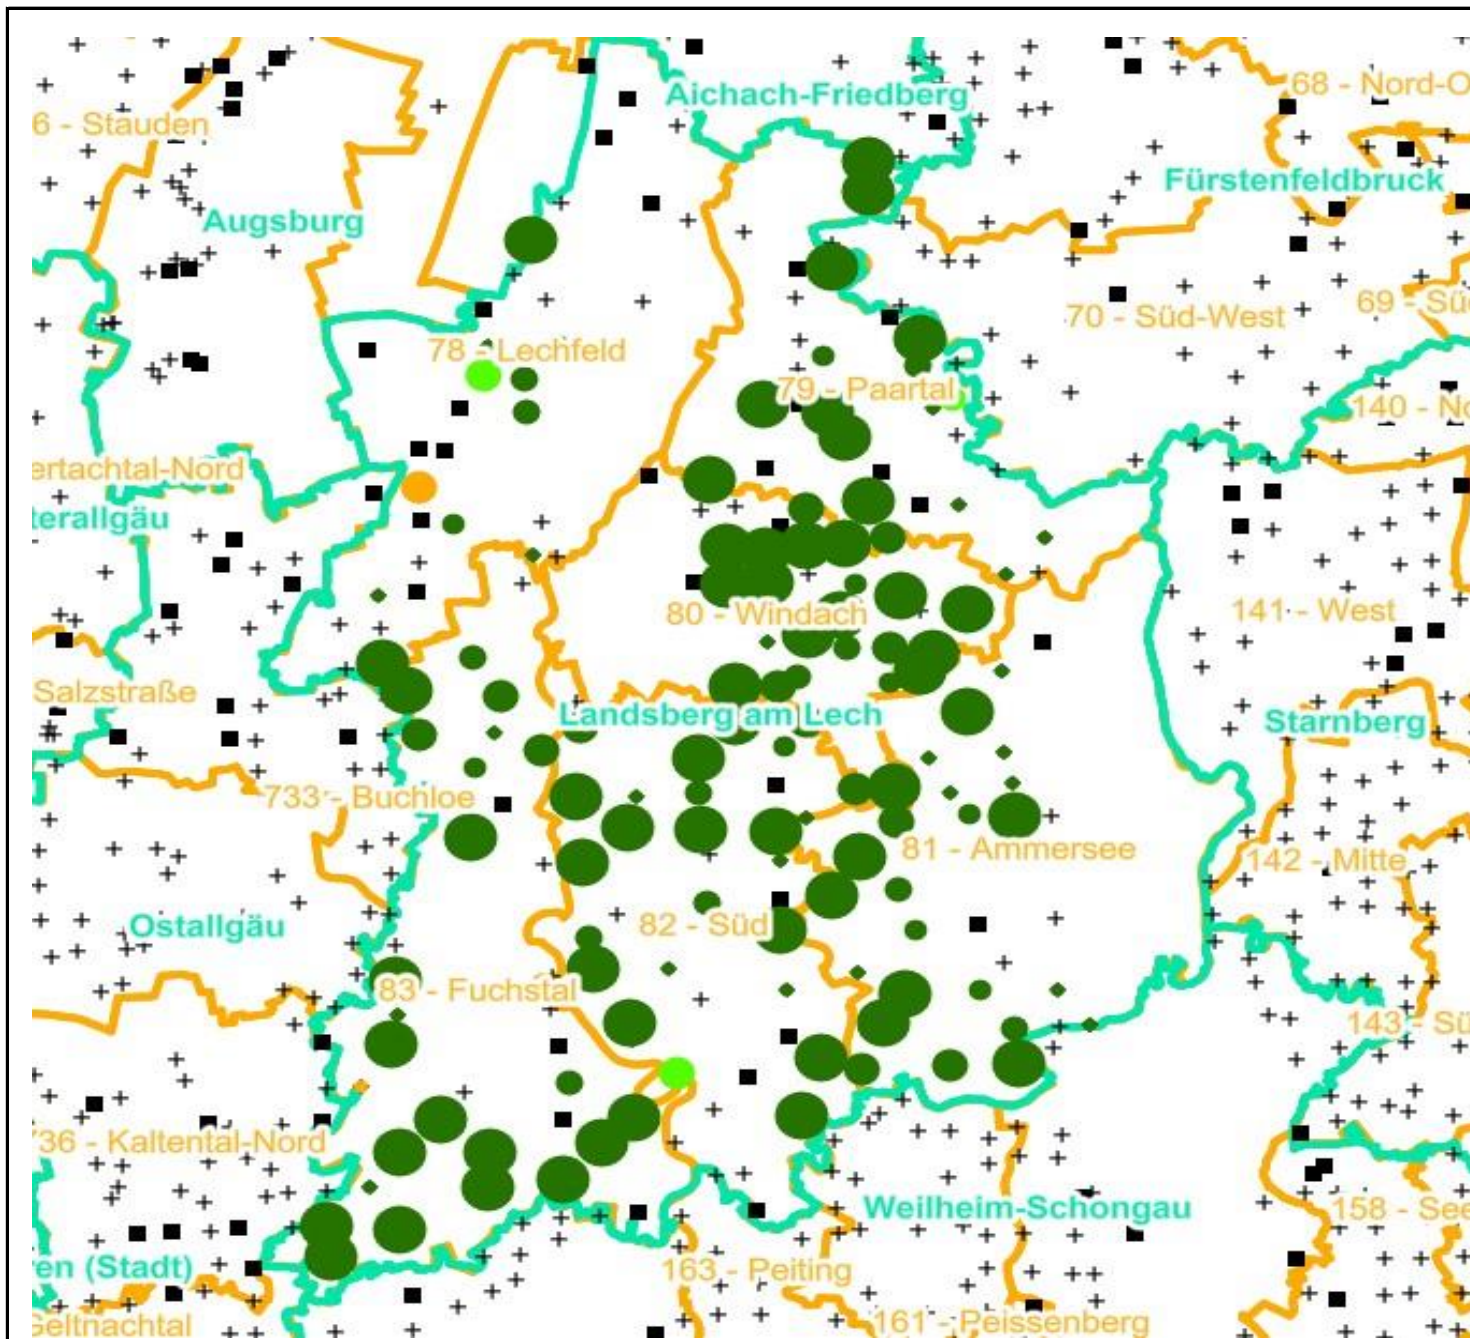 Aichach-Friedberg
68 - Nord-O
6 - Stauden
Fürstenfeldbruck
Augsburg
69 - Sü
70 - Süd-West
78 - Lechfeld
79 - Paartal
140 - No
ertachtal-Nord
terallgäu
80 - Windach
141 - West
Salzstraße
Landsberg am Lech
Starnberg
733 - Buchloe
81 - Ammersee
142 - Mitte
82 - Süd
Ostallgäu
83 - Fuchstal
143 - Sü
736 - Kaltental-Nord
Weilheim-Schongau
158 - See
ren (Stadt)
163 - Peiting
Geltnachtal
161 - Peissenberg